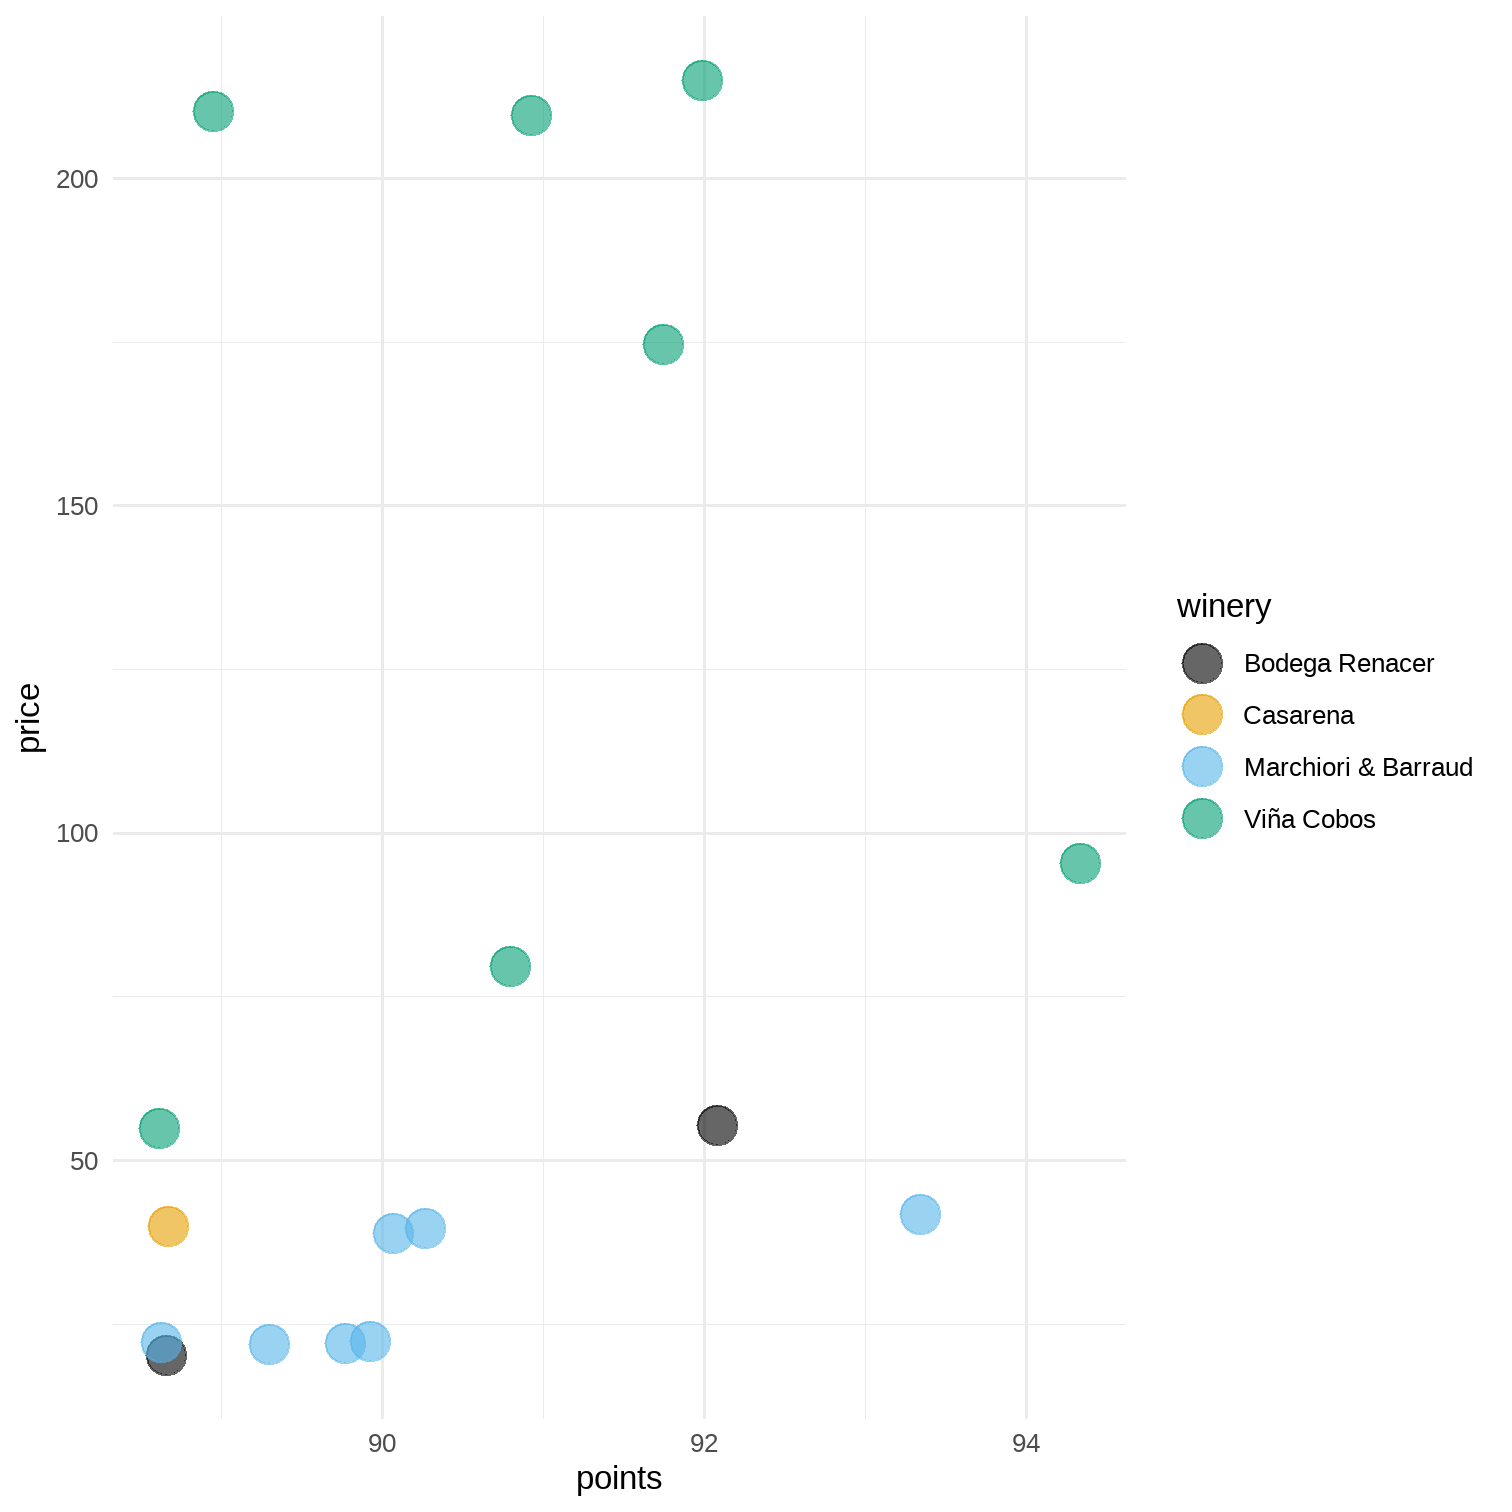 200
150
100
50
90
92
94
points
price
winery
Bodega Renacer
Casarena
Marchiori & Barraud
Viña Cobos